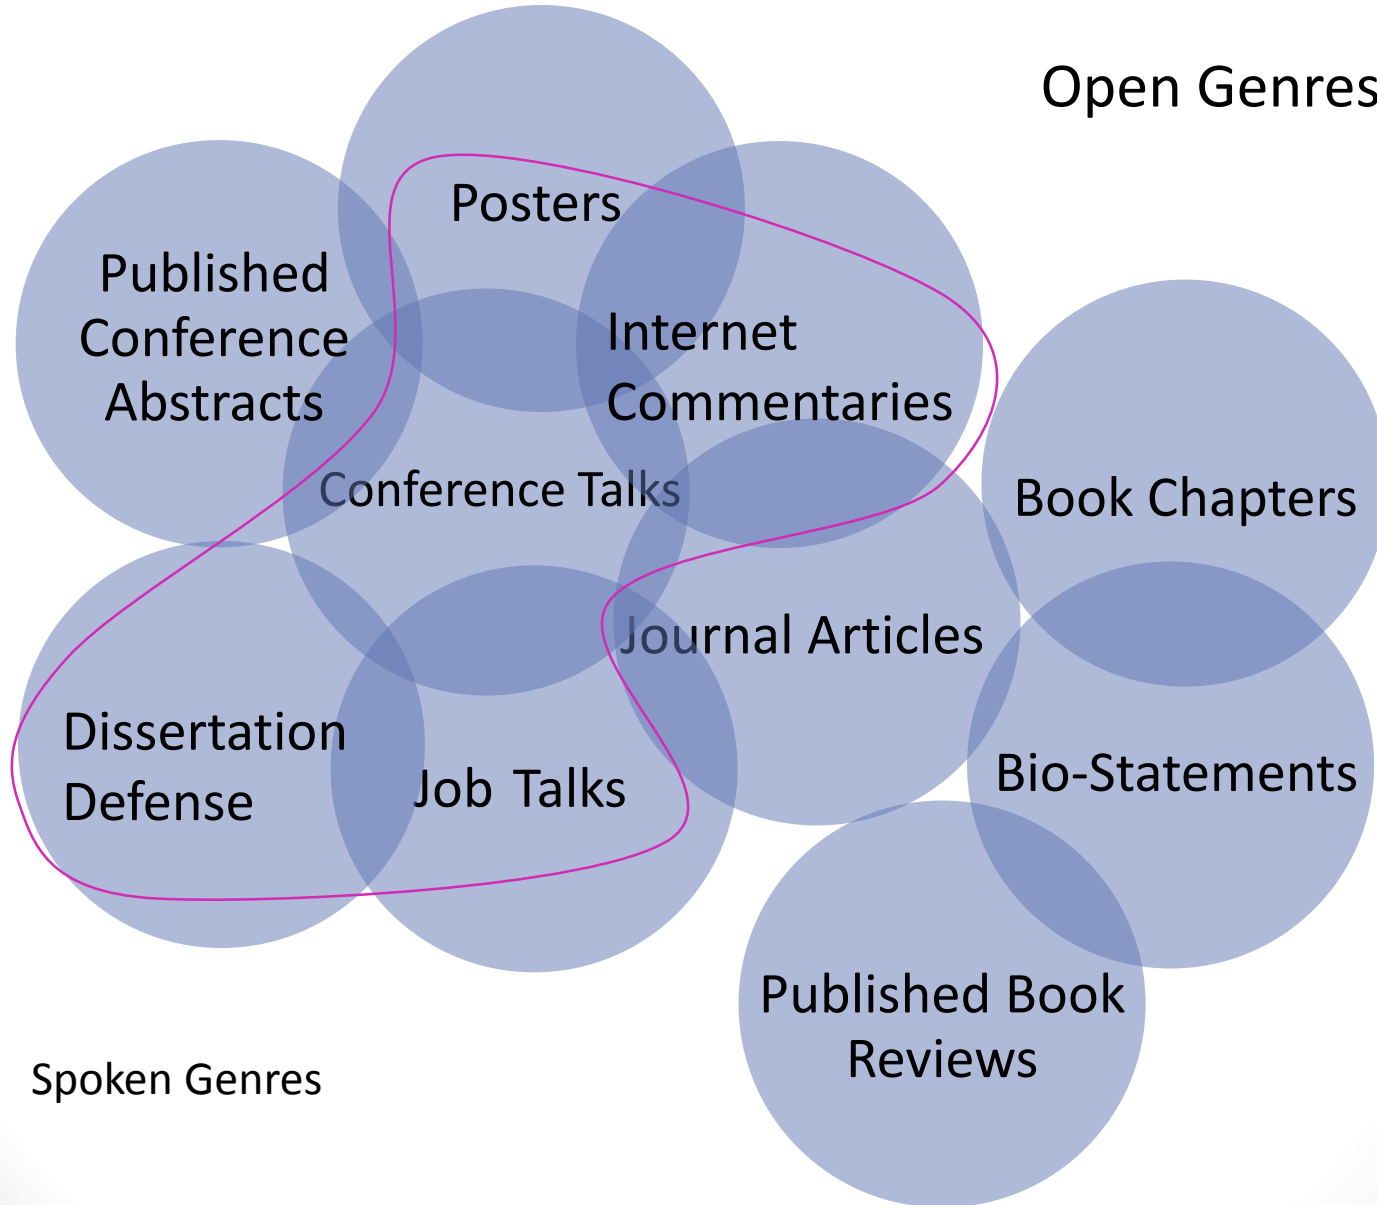 Open Genres
Posters
Published
Conference
Abstracts
Internet
Commentaries
Conference Talks
Book Chapters
Journal Articles
Dissertation
Defense
Job Talks
Bio-Statements
Published Book
Reviews
Spoken Genres